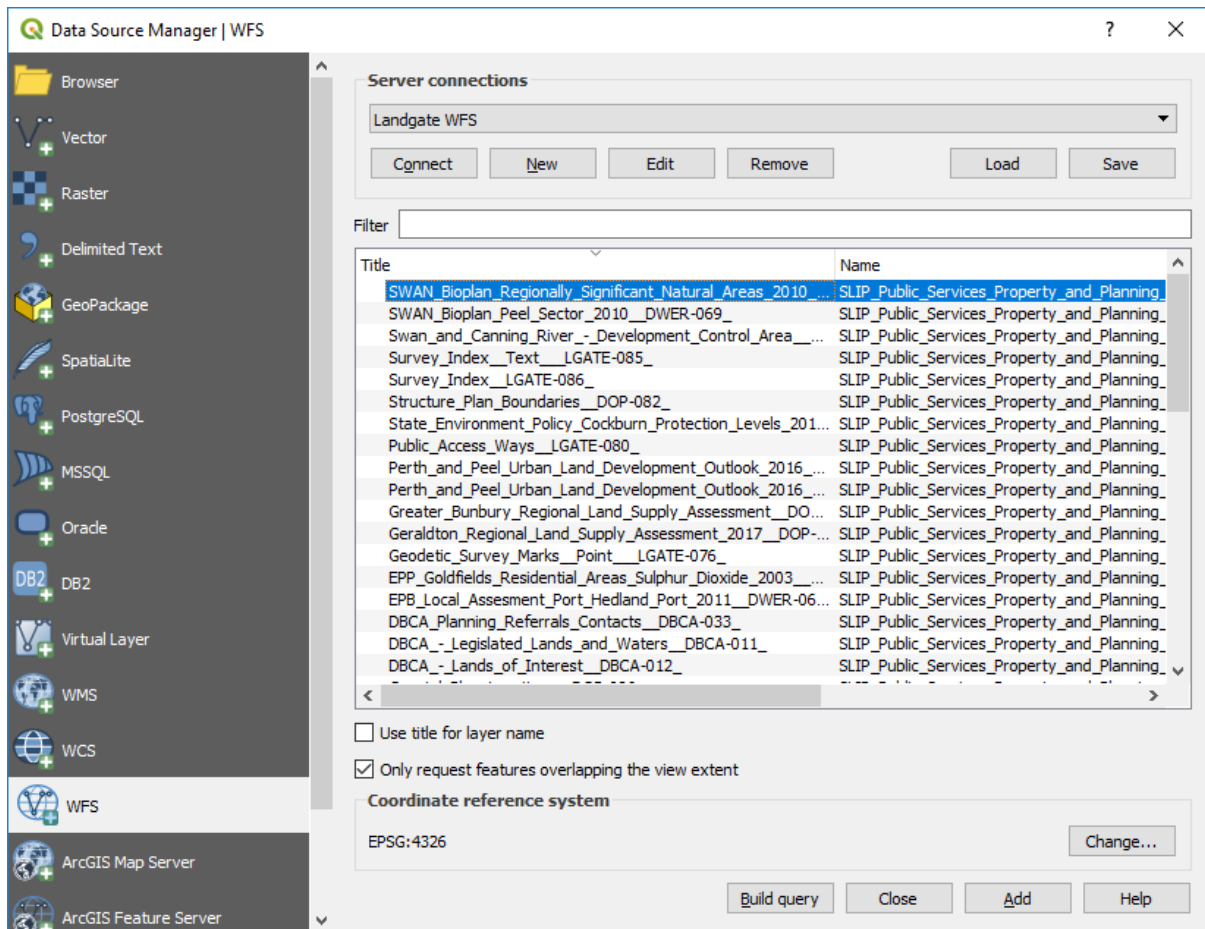 Data Source Manager | WFS
?
Browser
Vector
Raster
Delimited Text
GeoPackage
SpatiaLite
PostgreSQL
MSSQL
Oracle
DB2
DB2
Virtual Layer
WMS
WCS
WFS
ArcGIS Map Server
ArcGIS Feature Server
Server connections
Landgate WFS
Connect New Edit Remove Load Save
Filter
Title Name
SWAN_Bioplan_Regionally_Significant_Natural_Areas_2010_... SLIP_Public_Services_Property_and_Planning_
SWAN_Bioplan_Peel_Sector_2010__DWER-069_ SLIP_Public_Services_Property_and_Planning_
Swan_and_Canning_River_-_Development_Control_Area__... SLIP_Public_Services_Property_and_Planning_
Survey_Index__Text___LGATE-085_ SLIP_Public_Services_Property_and_Planning_
Survey_Index__LGATE-086_ SLIP_Public_Services_Property_and_Planning_
Structure_Plan_Boundaries__DOP-082_ SLIP_Public_Services_Property_and_Planning_
State_Environment_Policy_Cockburn_Protection_Levels_201... SLIP_Public_Services_Property_and_Planning_
Public_Access_Ways__LGATE-080_ SLIP_Public_Services_Property_and_Planning_
Perth_and_Peel_Urban_Land_Development_Outlook_2016_... SLIP_Public_Services_Property_and_Planning_
Perth_and_Peel_Urban_Land_Development_Outlook_2016_... SLIP_Public_Services_Property_and_Planning_
Greater_Bunbury_Regional_Land_Supply_Assessment__DO... SLIP_Public_Services_Property_and_Planning_
Geraldton_Regional_Land_Supply_Assessment_2017__DOP-... SLIP_Public_Services_Property_and_Planning_
Geodetic_Survey_Marks__Point___LGATE-076_ SLIP_Public_Services_Property_and_Planning_
EPP_Goldfields_Residential_Areas_Sulphur_Dioxide_2003__... SLIP_Public_Services_Property_and_Planning_
EPB_Local_Assesment_Port_Hedland_Port_2011__DWER-06... SLIP_Public_Services_Property_and_Planning_
DBCA_Planning_Referrals_Contacts__DBCA-033_ SLIP_Public_Services_Property_and_Planning_
DBCA_-_Legislated_Lands_and_Waters__DBCA-011_ SLIP_Public_Services_Property_and_Planning_
DBCA_-_Lands_of_Interest__DBCA-012_ SLIP_Public_Services_Property_and_Planning_
Use title for layer name
Only request features overlapping the view extent
Coordinate reference system
EPSG:4326 Change...
Build query Close Add Help